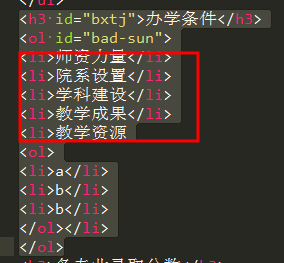 </ul>
<h3 id="bxtj">办学条件</h3>
<ol id="bad-sun">
<li>师资力量</li>
<li>院系设置</li>
<li>学科建设</li>
<li>教学成果</li>
<li>教学资源
<ol>
<li>a</li>
<li>b</li>
<li>b</li>
</ol></li>
</ol>